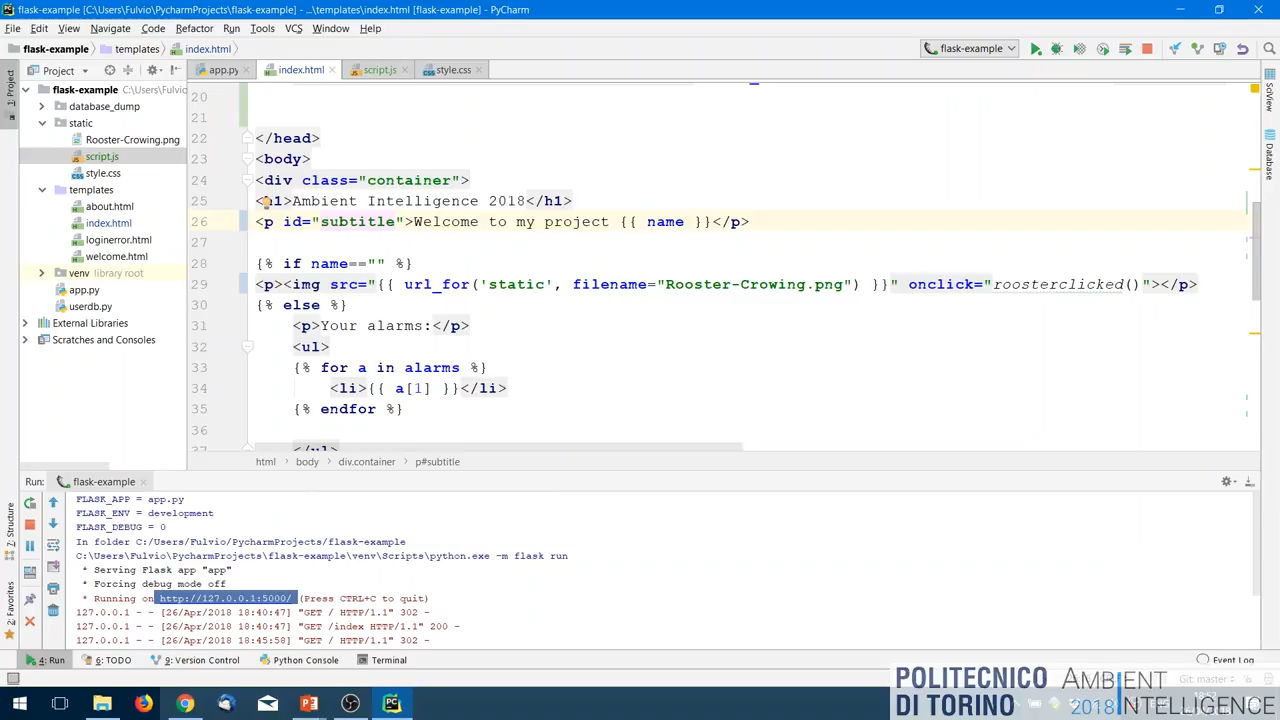 flask-example [C:\Users\Fulvio\PycharmProjects\flask-example] - ...\templates\index.html [flask-example] - PyCharm
File Edit View Navigate Code Refactor Run Tools VCS Window Help
flask-example templates index.html flask-example
1: Project
Project
app.py index.html script.js style.css
flask-example C:\Users\Fulvio
database_dump
static
Rooster-Crowing.png
script.js
style.css
templates
about.html
index.html
loginerror.html
welcome.html
venv library root
app.py
userdb.py
External Libraries
Scratches and Consoles
20
21
22 </head>
23 <body>
24 <div class="container">
25 <h1>Ambient Intelligence 2018</h1>
26 <p id="subtitle">Welcome to my project {{ name }}</p>
27
28 {% if name=="" %}
29 <p><img src="{{ url_for('static', filename="Rooster-Crowing.png") }}" onclick="roosterclicked()"></p>
30 {% else %}
31 <p>Your alarms:</p>
32 <ul>
33 {% for a in alarms %}
34 <li>{{ a[1] }}</li>
35 {% endfor %}
36
37 </ul>
html body div.container p#subtitle
SciView
Database
Run: flask-example
FLASK_APP = app.py
FLASK_ENV = development
FLASK_DEBUG = 0
In folder C:/Users/Fulvio/PycharmProjects/flask-example
C:\Users\Fulvio\PycharmProjects\flask-example\venv\Scripts\python.exe -m flask run
* Serving Flask app "app"
* Forcing debug mode off
* Running on http://127.0.0.1:5000/ (Press CTRL+C to quit)
127.0.0.1 - - [26/Apr/2018 18:40:47] "GET / HTTP/1.1" 302 -
127.0.0.1 - - [26/Apr/2018 18:40:47] "GET /index HTTP/1.1" 200 -
127.0.0.1 - - [26/Apr/2018 18:45:58] "GET / HTTP/1.1" 302 -
Z: Structure
2: Favorites
4: Run 6: TODO 9: Version Control Python Console Terminal Event Log
Git: master
POLITECNICO DI TORINO
AMBIENT INTELLIGENCE 2018